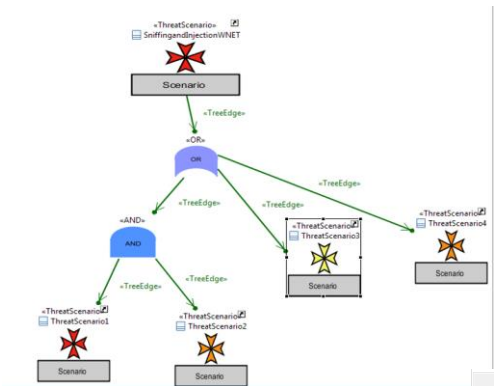 «ThreatScenario»
SniffingandInjectionWNET
Scenario
«TreeEdge»
«OR»
OR
«TreeEdge»
«TreeEdge»
«TreeEdge»
«AND»
AND
«ThreatScenario»
ThreatScenario3
Scenario
«ThreatScenario»
ThreatScenario4
Scenario
«TreeEdge»
«TreeEdge»
«ThreatScenario»
ThreatScenario1
Scenario
«ThreatScenario»
ThreatScenario2
Scenario